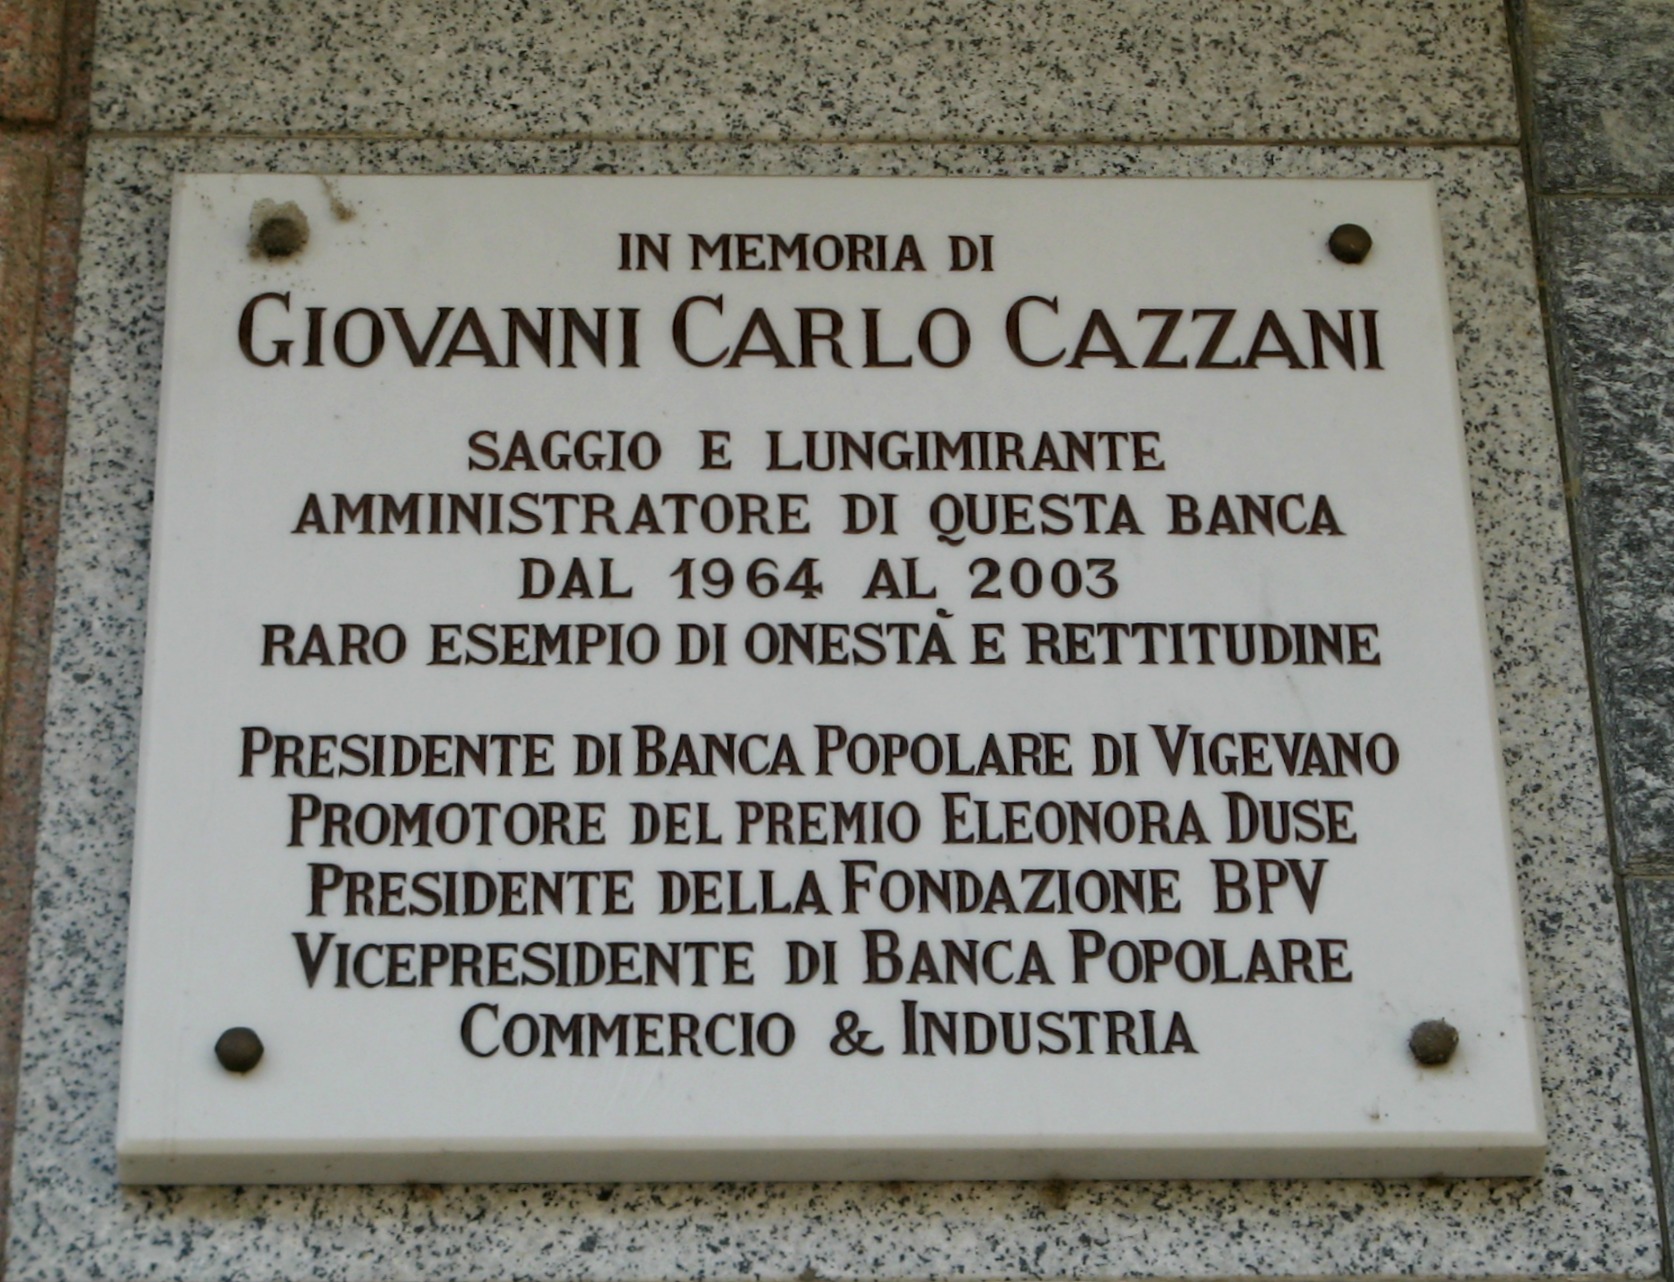 IN MEMORIA DI
GIOVANNI CARLO CAZZANI
SAGGIO E LUNGIMIRANTE
AMMINISTRATORE DI QUESTA BANCA
DAL 1964 AL 2003
RARO ESEMPIO DI ONESTÀ E RETTITUDINE
PRESIDENTE DI BANCA POPOLARE DI VIGEVANO
PROMOTORE DEL PREMIO ELEONORA DUSE
PRESIDENTE DELLA FONDAZIONE BPV
VICEPRESIDENTE DI BANCA POPOLARE
COMMERCIO & INDUSTRIA